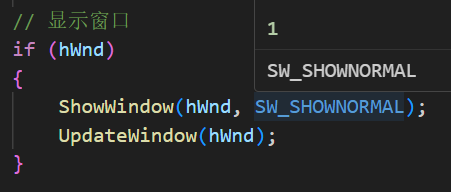 // 显示窗口
if (hWnd)
{
ShowWindow(hWnd, SW_SHOWNORMAL);
UpdateWindow(hWnd);
}
1
SW_SHOWNORMAL